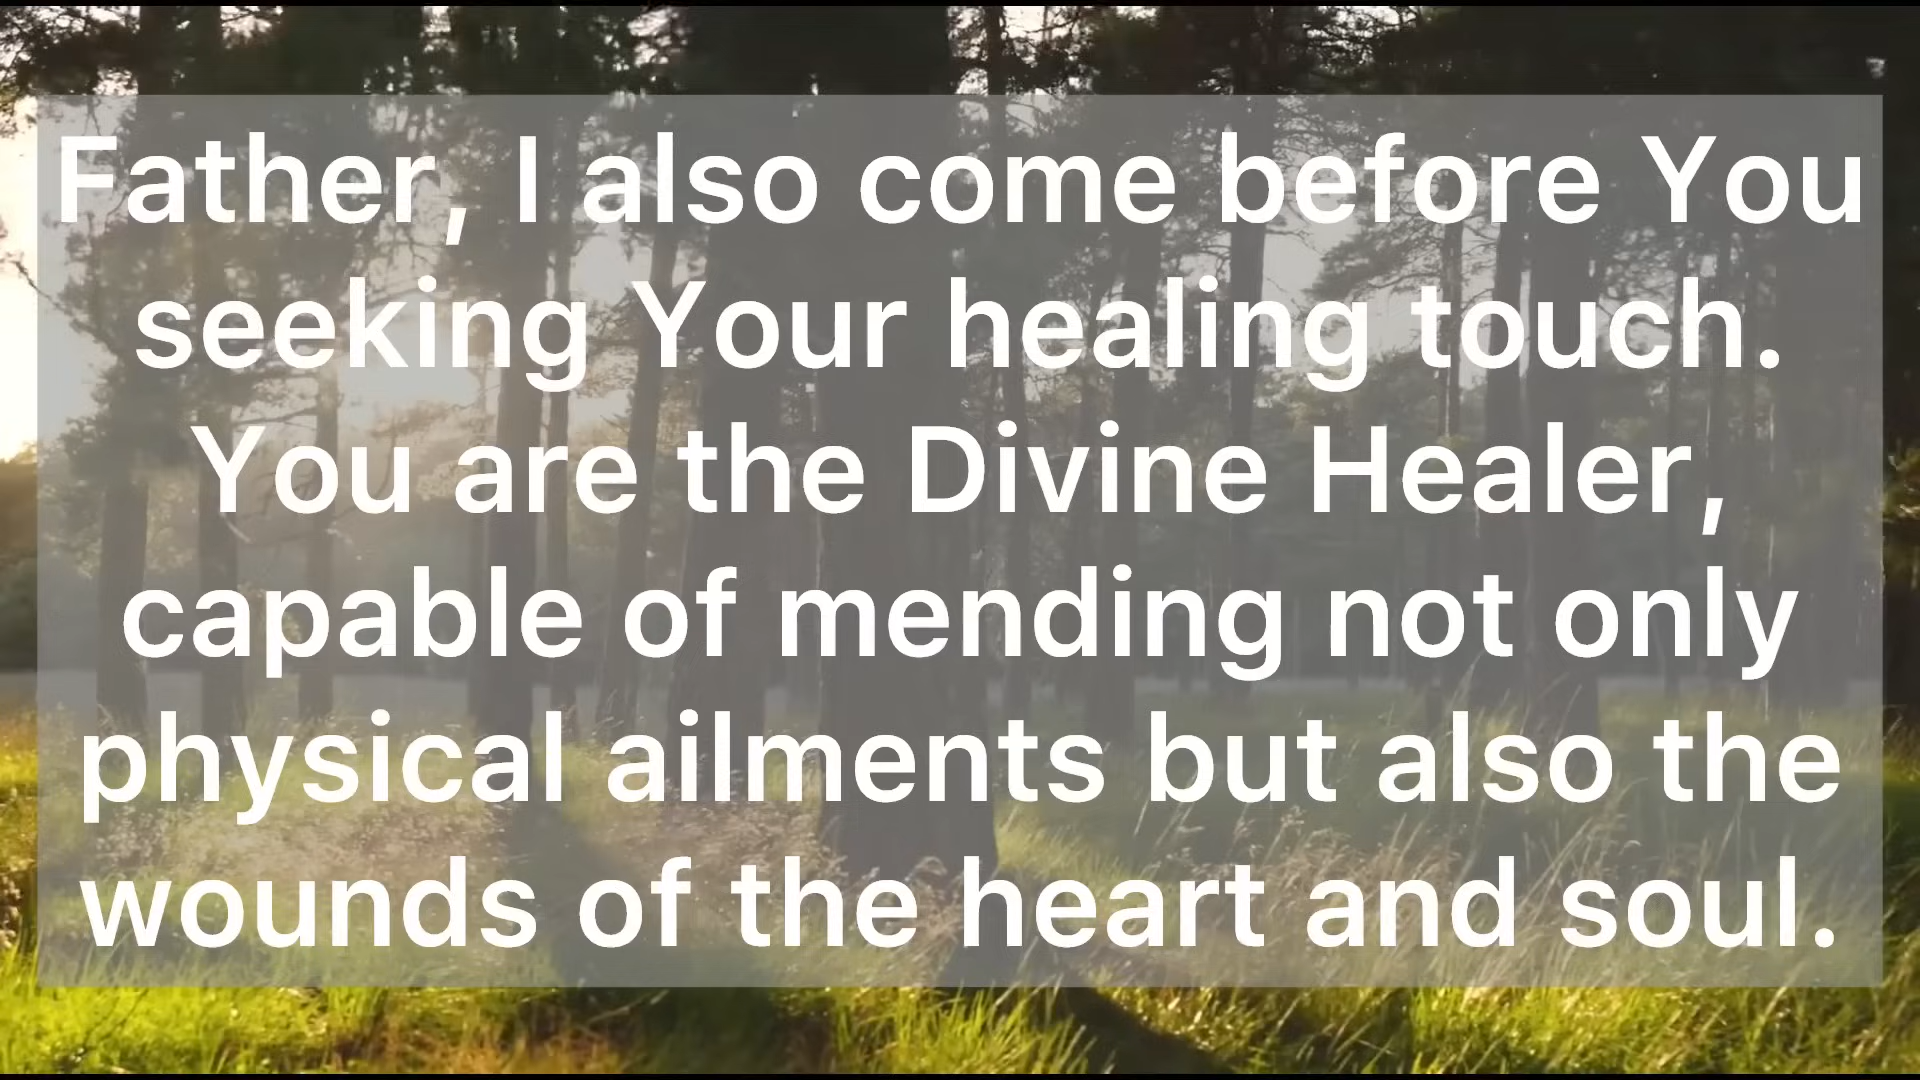 Father, I also come before You
seeking Your healing touch.
You are the Divine Healer,
capable of mending not only
physical ailments but also the
wounds of the heart and soul.